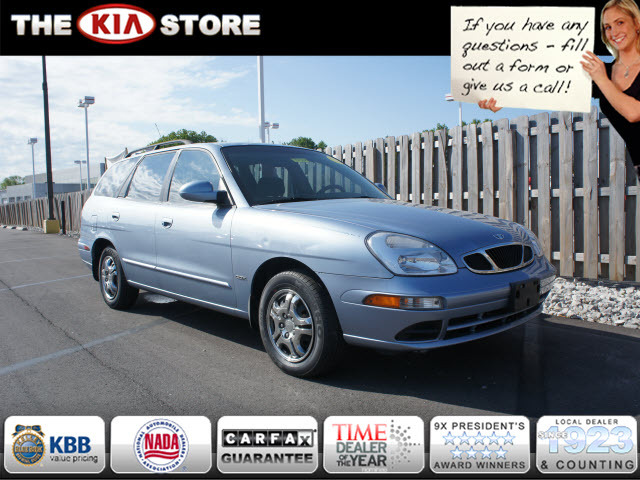 THE KIA STORE
If you have any
questions - fill
out a form or
give us a call!
KBB
value pricing
NADA
CARFAX
GUARANTEE
TIME
DEALER
OF THE YEAR
9X PRESIDENT'S
AWARD WINNERS
LOCAL DEALER
SINCE
1923
& COUNTING